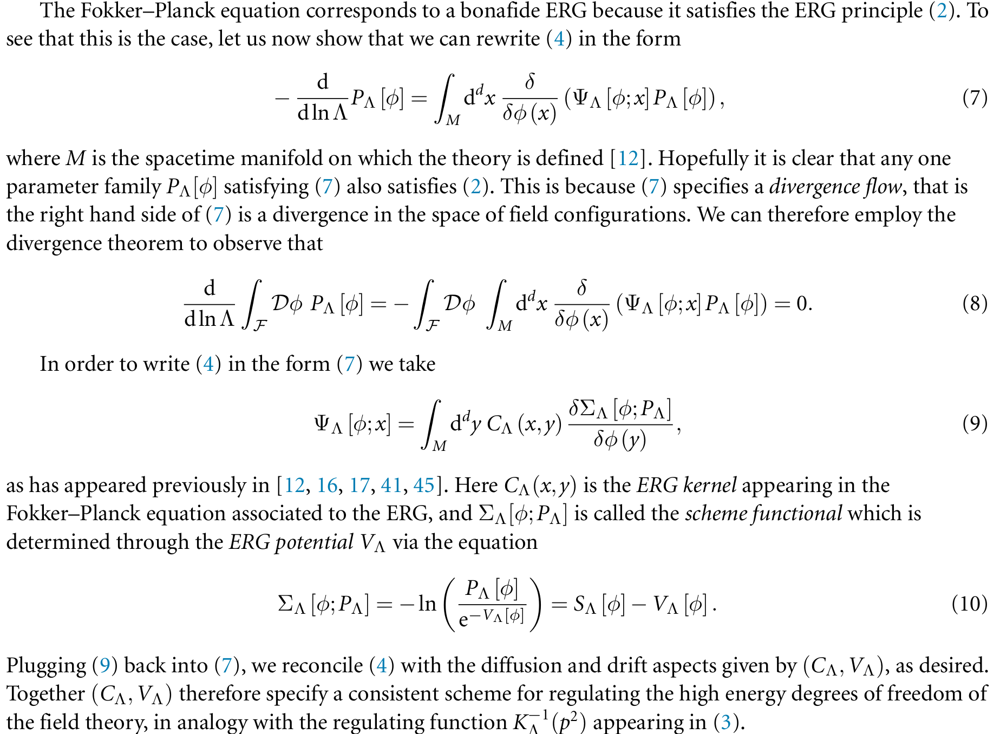 The Fokker–Planck equation corresponds to a bonafide ERG because it satisfies the ERG principle (2). To
see that this is the case, let us now show that we can rewrite (4) in the form
$$-\frac{\mathrm{d}}{\mathrm{d}\ln\Lambda}P_\Lambda[\phi] = \int_M \mathrm{d}^d x \frac{\delta}{\delta\phi(x)}\left(\Psi_\Lambda[\phi;x]P_\Lambda[\phi]\right), \quad (7)$$
where $M$ is the spacetime manifold on which the theory is defined [12]. Hopefully it is clear that any one
parameter family $P_\Lambda[\phi]$ satisfying (7) also satisfies (2). This is because (7) specifies a divergence flow, that is
the right hand side of (7) is a divergence in the space of field configurations. We can therefore employ the
divergence theorem to observe that
$$\frac{\mathrm{d}}{\mathrm{d}\ln\Lambda}\int_{\mathcal{F}} \mathcal{D}\phi \; P_\Lambda[\phi] = -\int_{\mathcal{F}} \mathcal{D}\phi \int_M \mathrm{d}^d x \frac{\delta}{\delta\phi(x)}\left(\Psi_\Lambda[\phi;x]P_\Lambda[\phi]\right) = 0. \quad (8)$$
In order to write (4) in the form (7) we take
$$\Psi_\Lambda[\phi;x] = \int_M \mathrm{d}^d y \, C_\Lambda(x,y) \frac{\delta\Sigma_\Lambda[\phi;P_\Lambda]}{\delta\phi(y)}, \quad (9)$$
as has appeared previously in [12, 16, 17, 41, 45]. Here $C_\Lambda(x,y)$ is the ERG kernel appearing in the
Fokker–Planck equation associated to the ERG, and $\Sigma_\Lambda[\phi;P_\Lambda]$ is called the scheme functional which is
determined through the ERG potential $V_\Lambda$ via the equation
$$\Sigma_\Lambda[\phi;P_\Lambda] = -\ln\left(\frac{P_\Lambda[\phi]}{\mathrm{e}^{-V_\Lambda[\phi]}}\right) = S_\Lambda[\phi] - V_\Lambda[\phi]. \quad (10)$$
Plugging (9) back into (7), we reconcile (4) with the diffusion and drift aspects given by $(C_\Lambda, V_\Lambda)$, as desired.
Together $(C_\Lambda, V_\Lambda)$ therefore specify a consistent scheme for regulating the high energy degrees of freedom of
the field theory, in analogy with the regulating function $K_\Lambda^{-1}(p^2)$ appearing in (3).